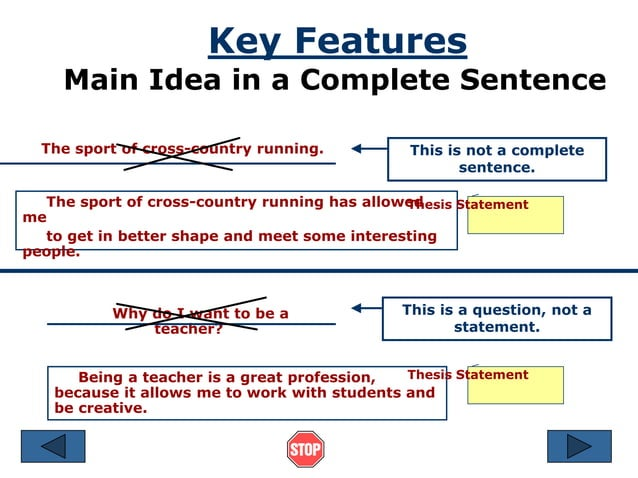 Key Features
Main Idea in a Complete Sentence
The sport of cross-country running.
This is not a complete
sentence.
The sport of cross-country running has allowed
me
to get in better shape and meet some interesting
people.
Thesis Statement
Why do I want to be a
teacher?
This is a question, not a
statement.
Being a teacher is a great profession,
because it allows me to work with students and
be creative.
Thesis Statement
STOP